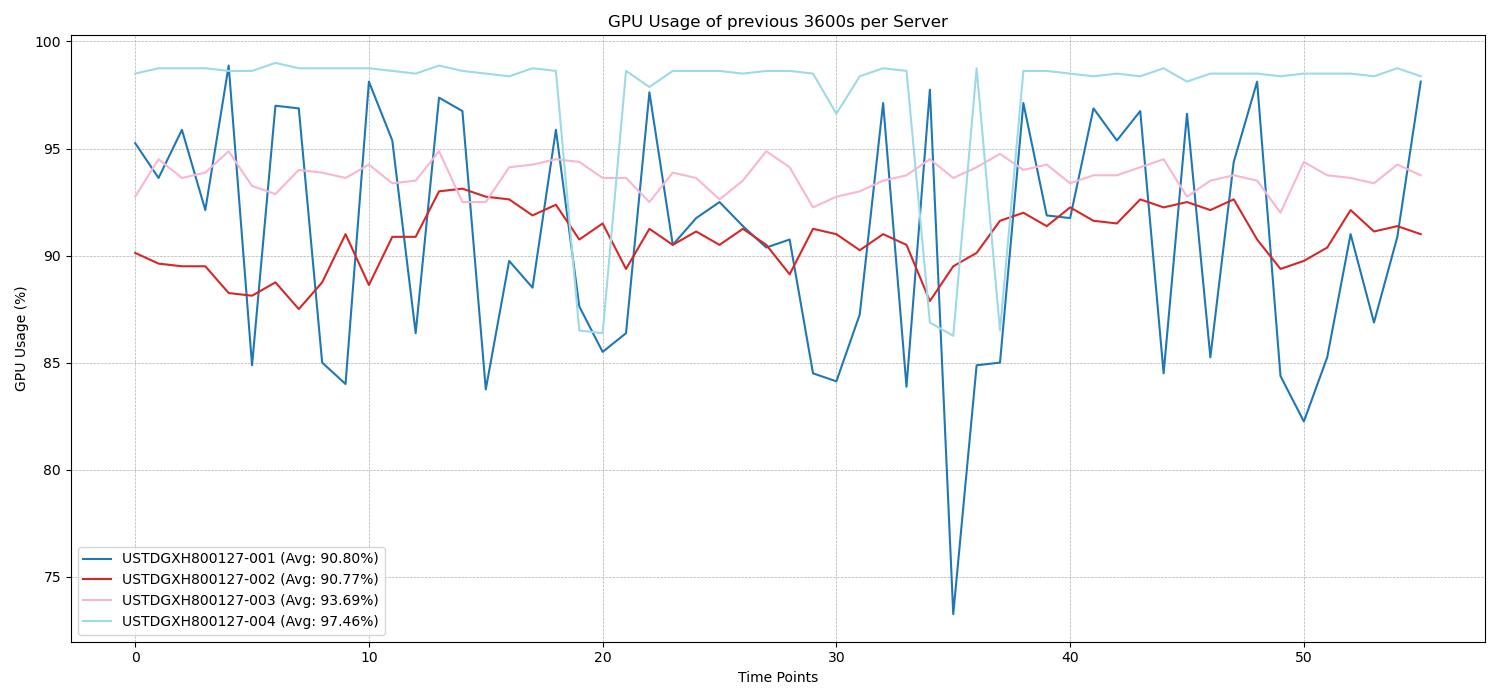 GPU Usage of previous 3600s per Server
100
95
90
85
80
75
GPU Usage (%)
USTDGXH800127-001 (Avg: 90.80%)
USTDGXH800127-002 (Avg: 90.77%)
USTDGXH800127-003 (Avg: 93.69%)
USTDGXH800127-004 (Avg: 97.46%)
0 10 20 30 40 50
Time Points